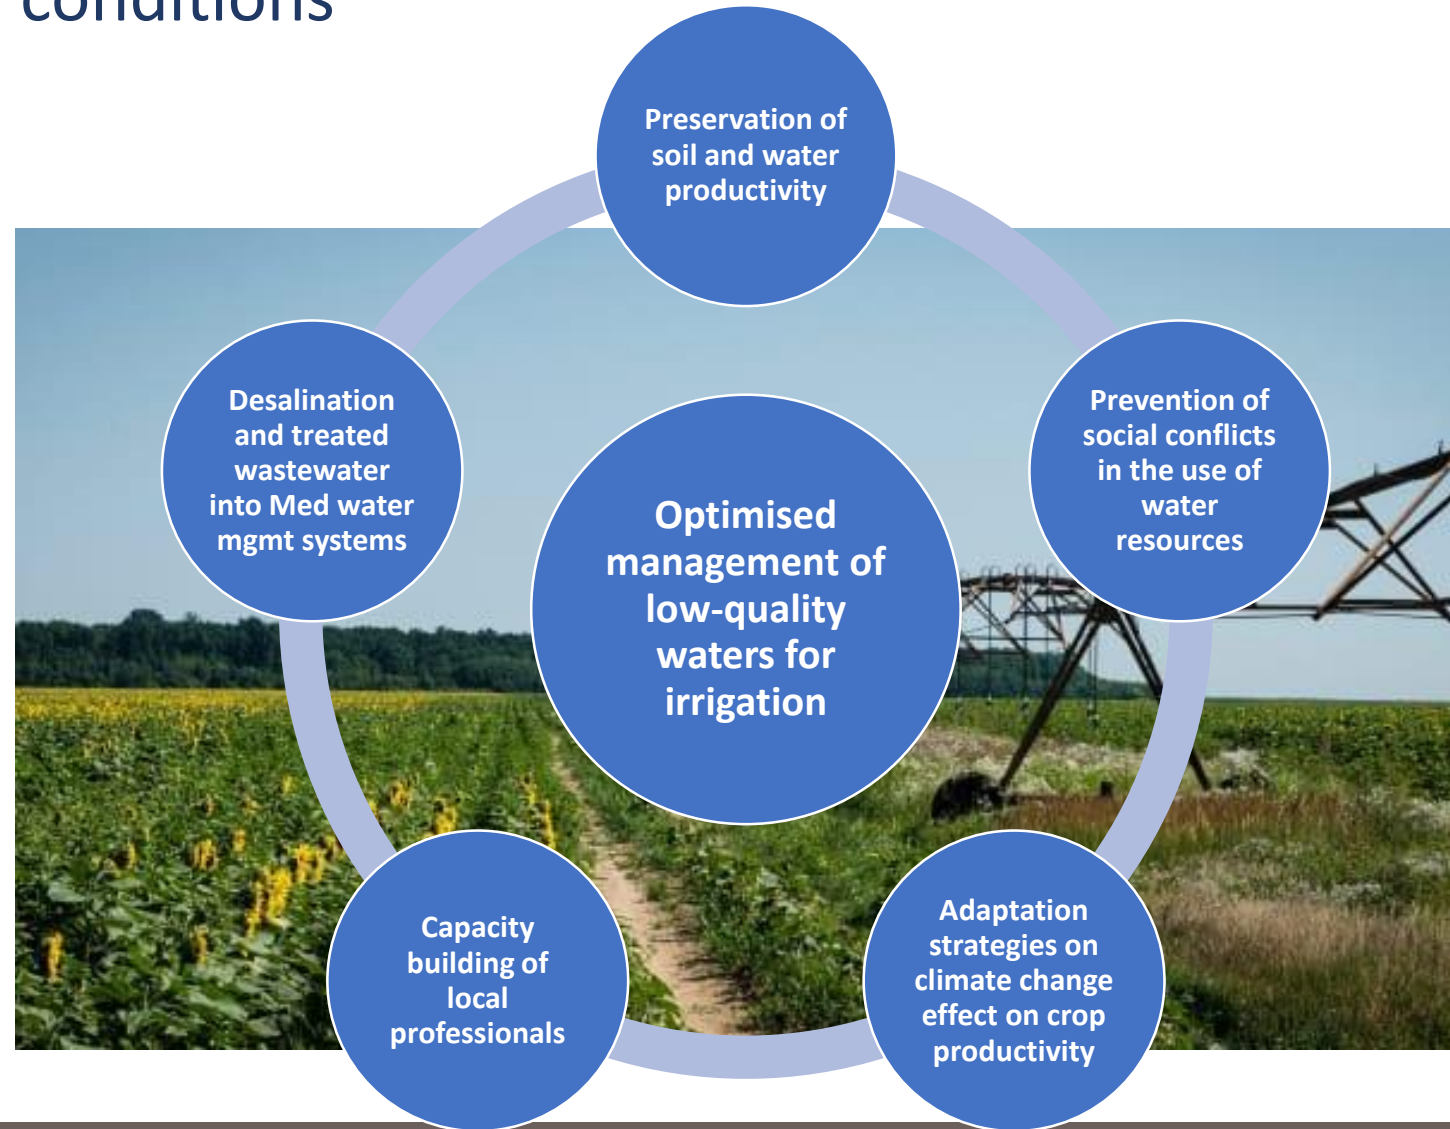 conditions
Preservation of
soil and water
productivity
Desalination
and treated
wastewater
into Med water
mgmt systems
Prevention of
social conflicts
in the use of
water
resources
Optimised
management of
low-quality
waters for
irrigation
Capacity
building of
local
professionals
Adaptation
strategies on
climate change
effect on crop
productivity